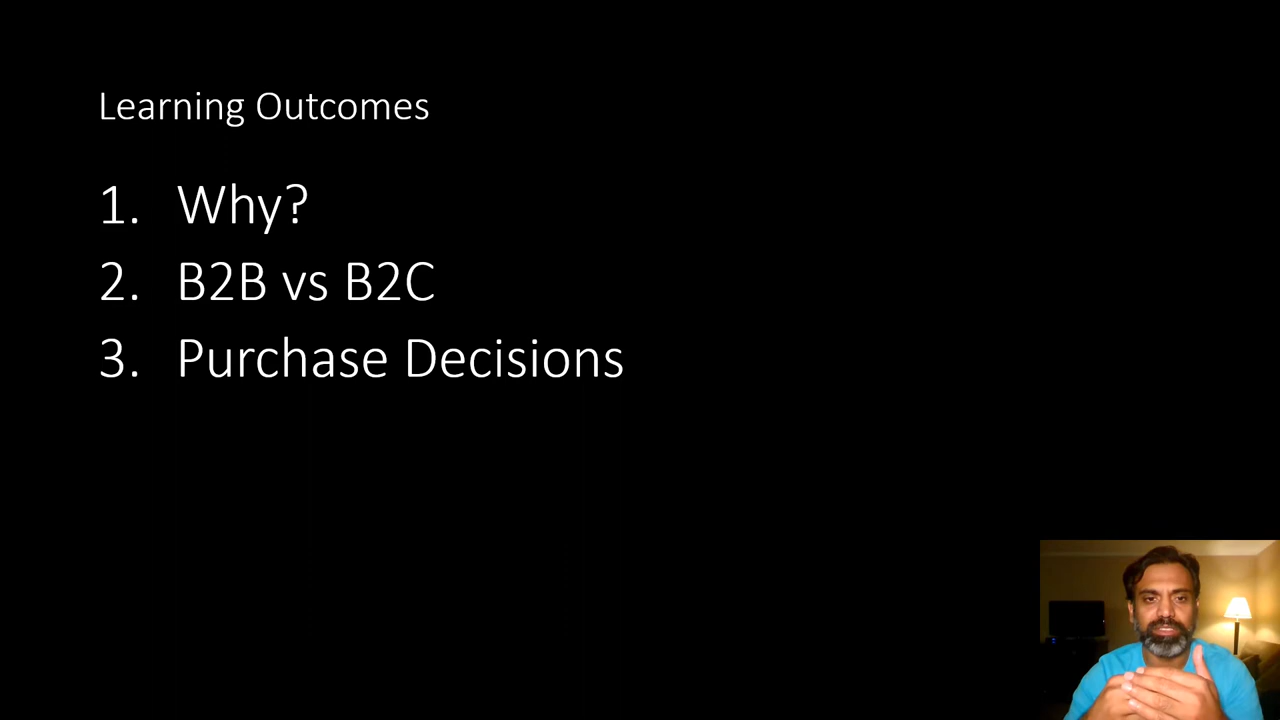 Learning Outcomes
1. Why?
2. B2B vs B2C
3. Purchase Decisions